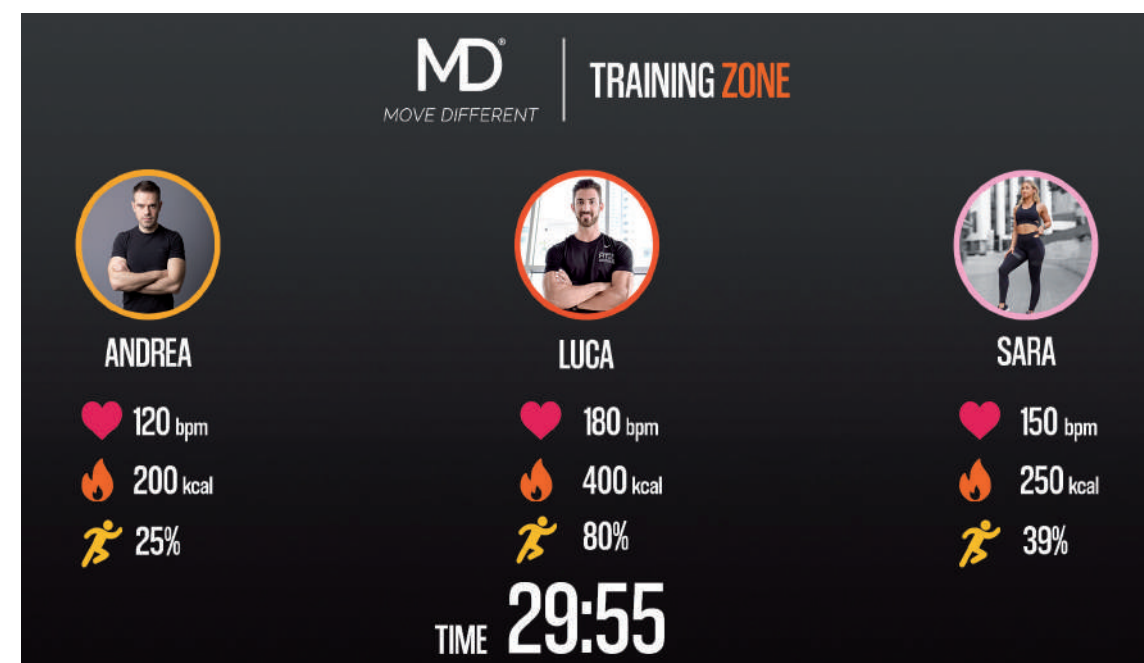 MD®
MOVE DIFFERENT
TRAINING ZONE
ANDREA
120 bpm
200 kcal
25%
LUCA
180 bpm
400 kcal
80%
SARA
150 bpm
250 kcal
39%
TIME 29:55